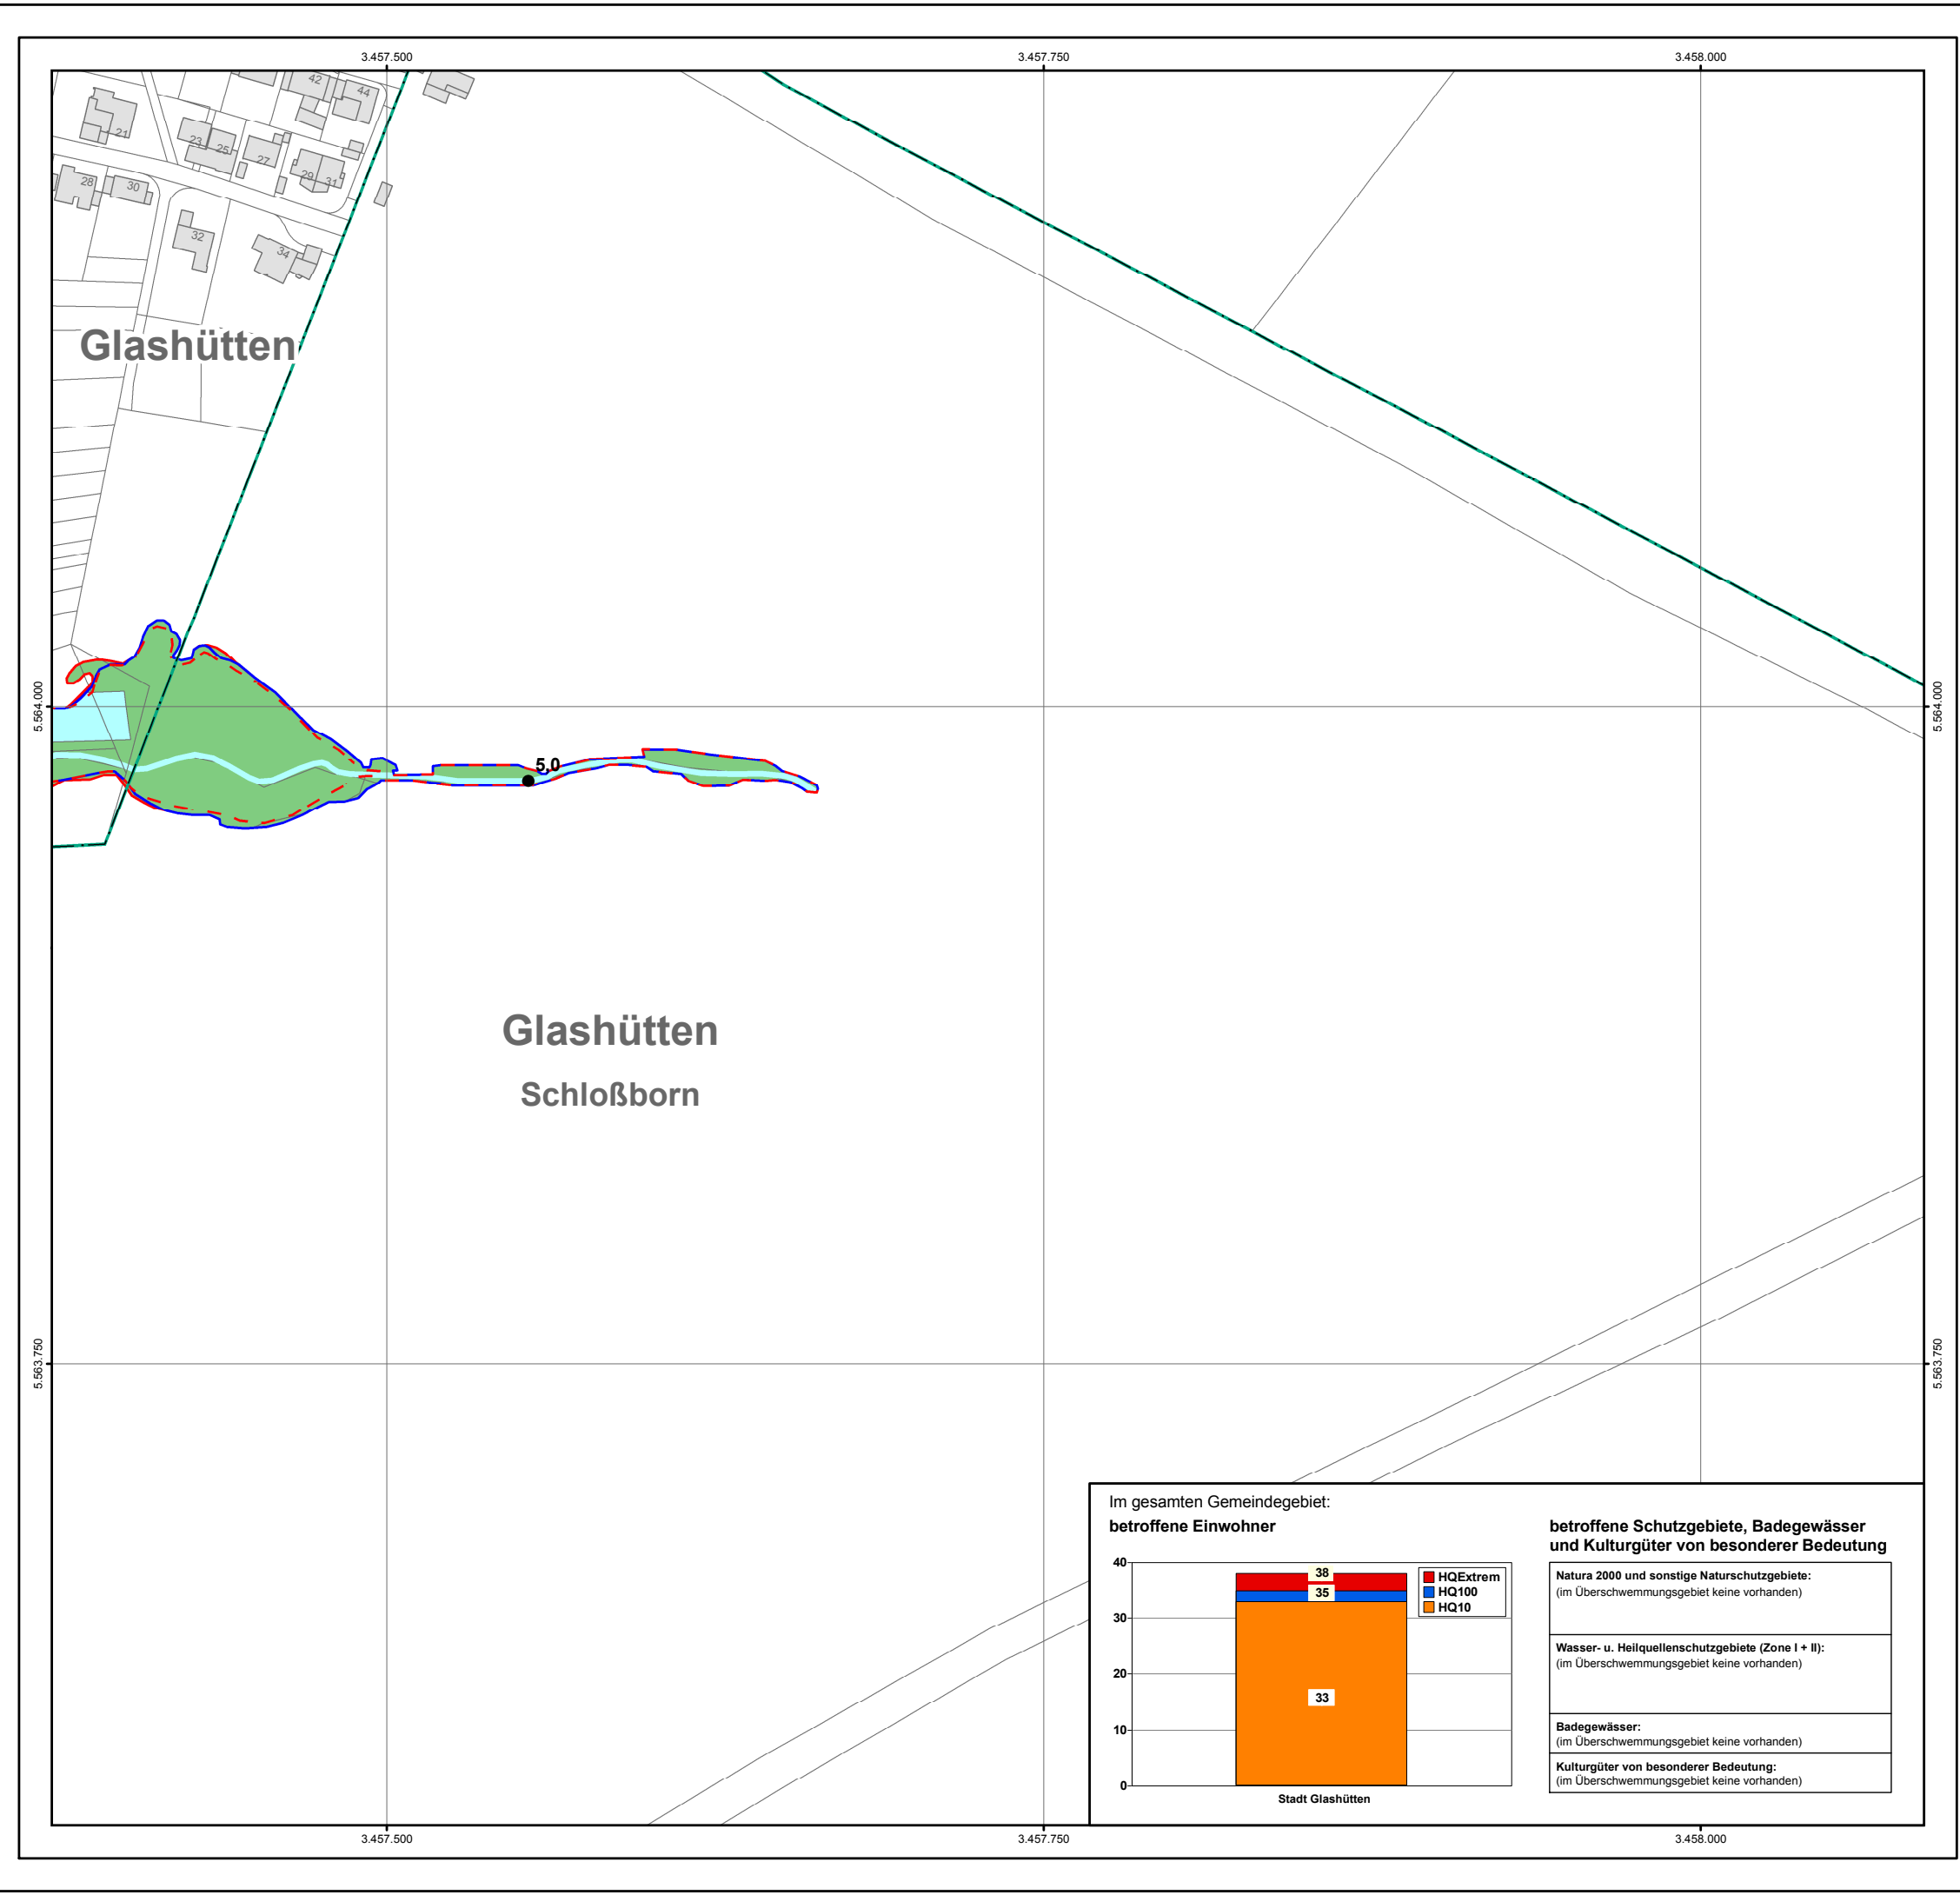 3.457.500
3.457.750
3.458.000
42
44
21
23
25
27
29
31
28
30
32
34
Glashütten
5.564.000
5.564.000
5,0
Glashütten
Schloßborn
5.563.750
5.563.750
Im gesamten Gemeindegebiet:
betroffene Einwohner
40
30
20
10
0
38
35
33
HQExtrem
HQ100
HQ10
Stadt Glashütten
betroffene Schutzgebiete, Badegewässer
und Kulturgüter von besonderer Bedeutung
Natura 2000 und sonstige Naturschutzgebiete:
(im Überschwemmungsgebiet keine vorhanden)
Wasser- u. Heilquellenschutzgebiete (Zone I + II):
(im Überschwemmungsgebiet keine vorhanden)
Badegewässer:
(im Überschwemmungsgebiet keine vorhanden)
Kulturgüter von besonderer Bedeutung:
(im Überschwemmungsgebiet keine vorhanden)
3.457.500
3.457.750
3.458.000